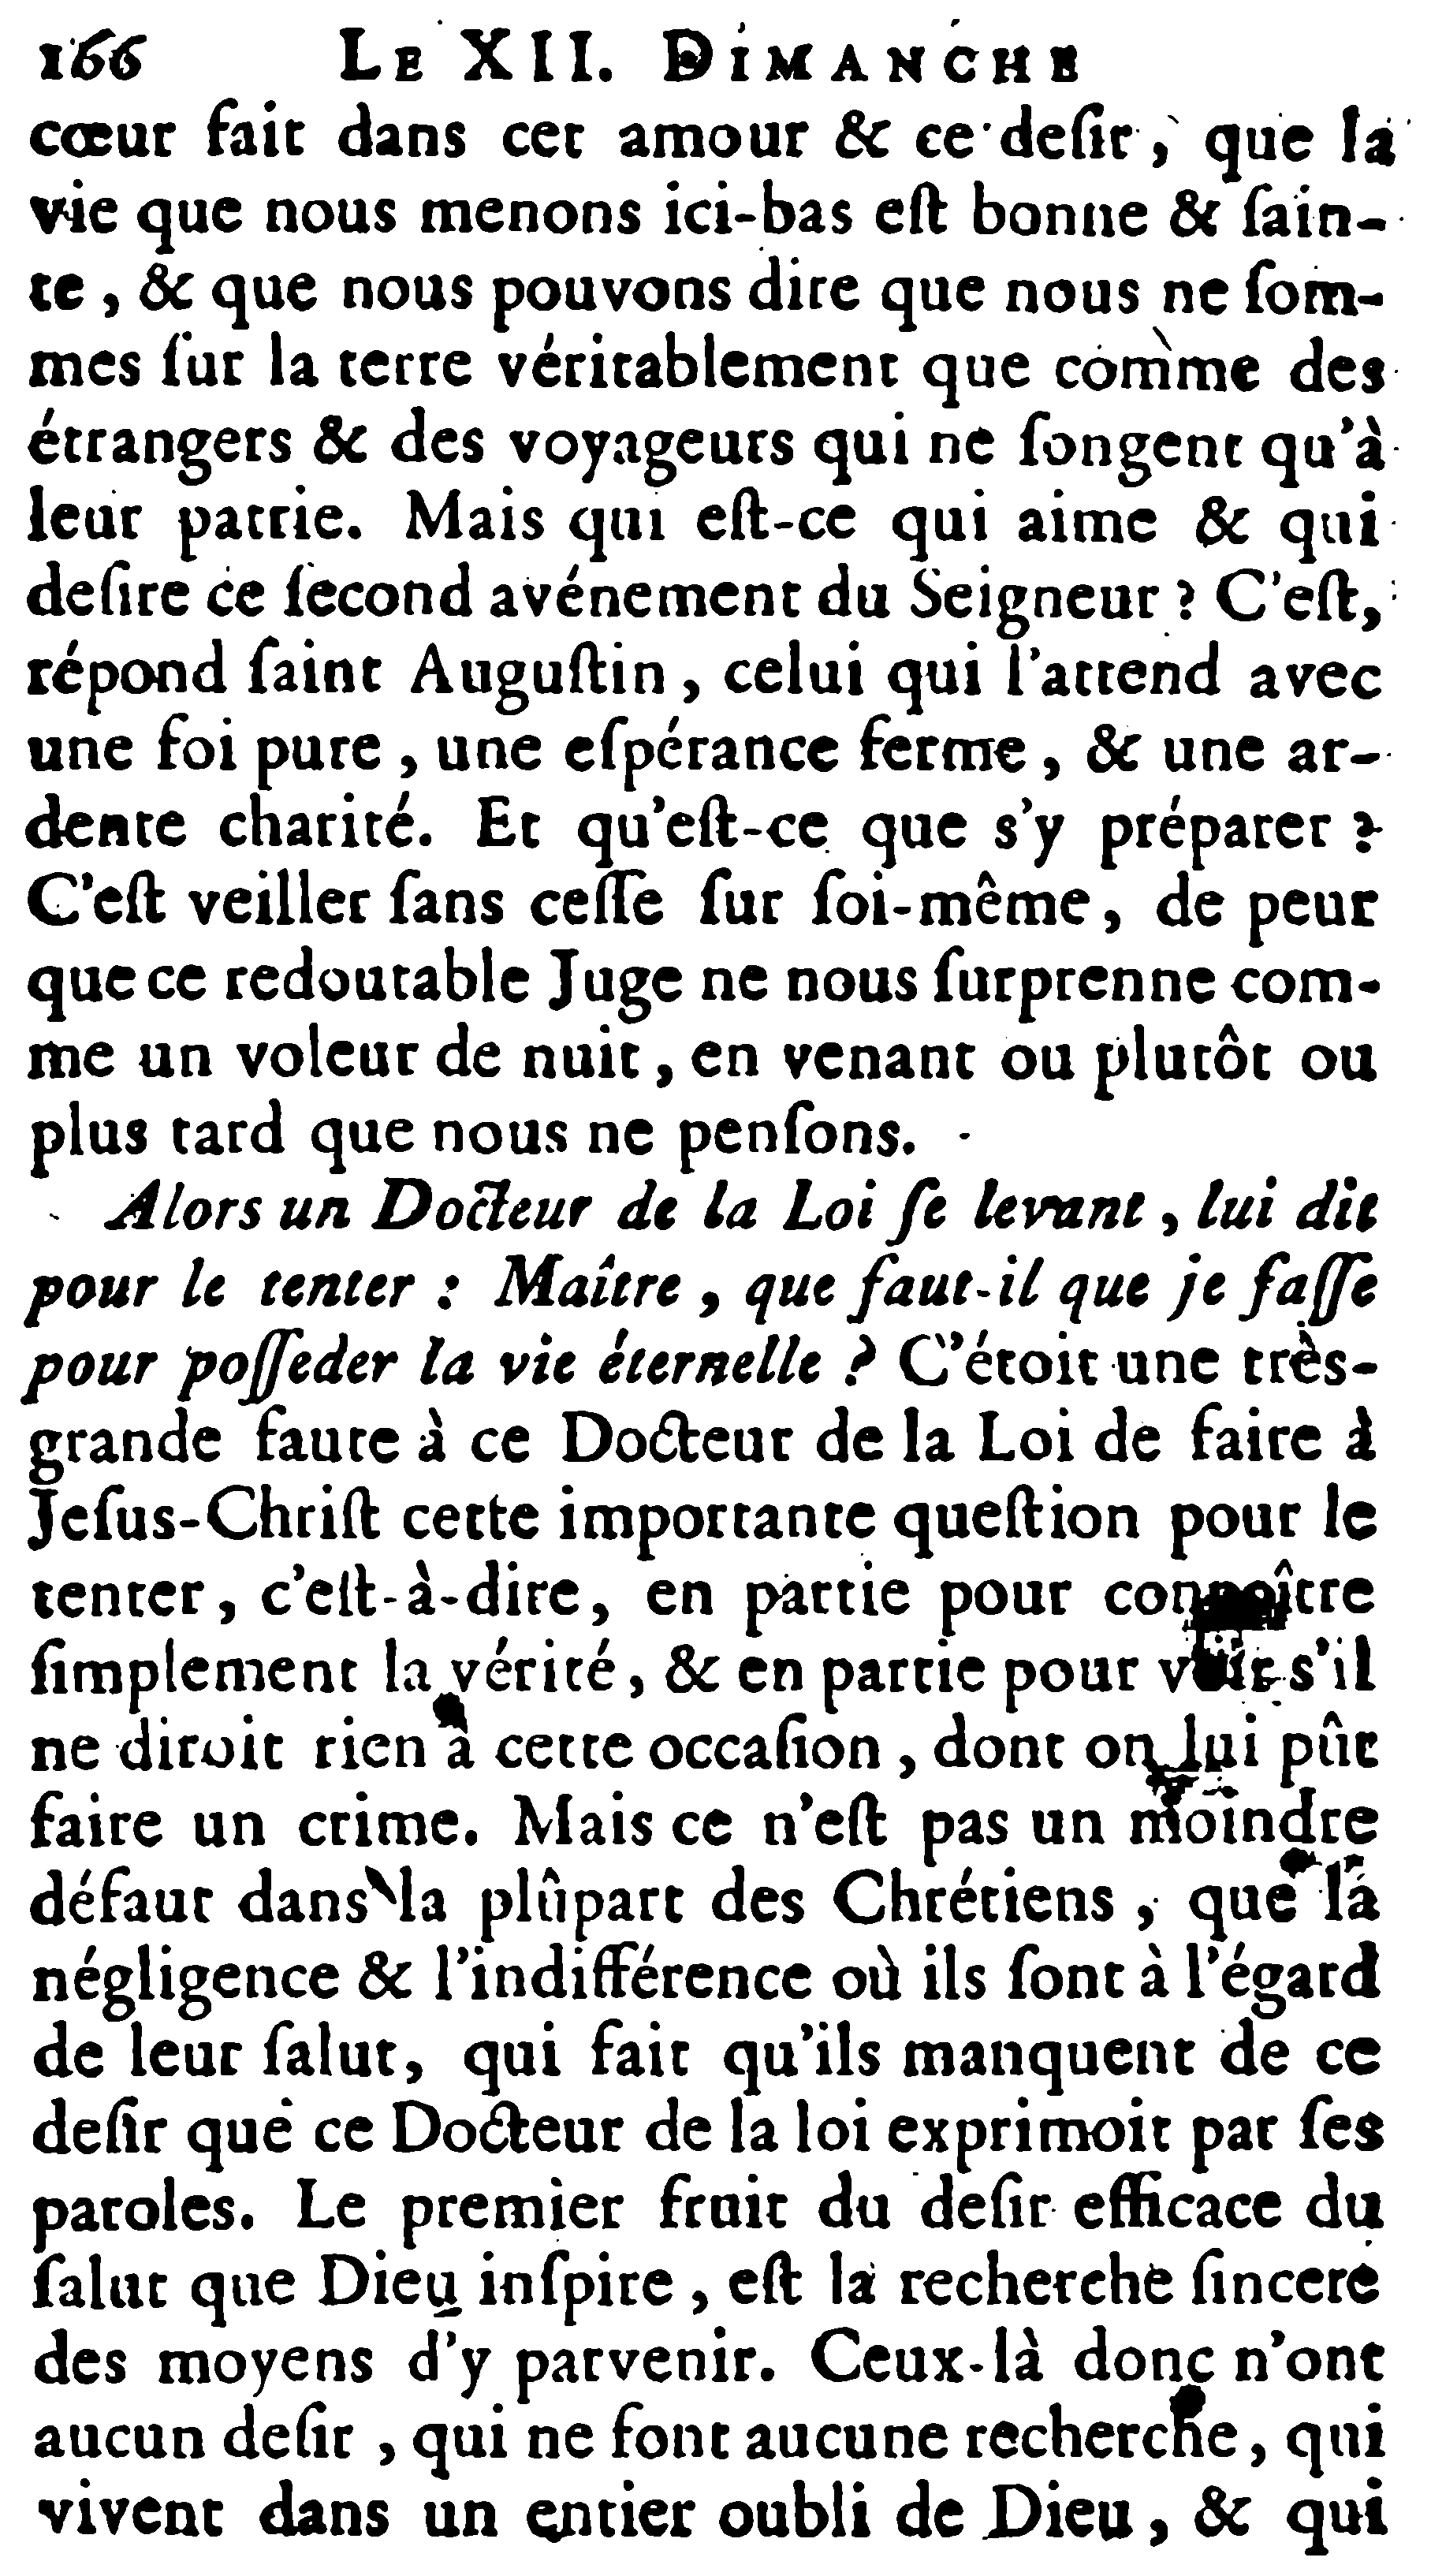 166 LE XII. DIMANCHE
cœur fait dans cet amour & ce desir, que la
vie que nous menons ici-bas eſt bonne & ſain-
te, & que nous pouvons dire que nous ne ſom-
mes ſur la terre véritablement que comme des
étrangers & des voyageurs qui ne ſongent qu'à
leur patrie. Mais qui eſt-ce qui aime & qui
deſire ce ſecond avénement du Seigneur ? C'eſt,
répond ſaint Auguſtin, celui qui l'attend avec
une foi pure, une eſpérance ferme, & une ar-
dente charité. Et qu'eſt-ce que s'y préparer ?
C'eſt veiller ſans ceſſe ſur ſoi-même, de peur
que ce redoutable Juge ne nous ſurprenne com-
me un voleur de nuit, en venant ou plutôt ou
plus tard que nous ne penſons.
Alors un Docteur de la Loi ſe levant, lui dit
pour le tenter : Maître, que faut-il que je faſſe
pour poſſeder la vie éternelle ? C'étoit une très-
grande faute à ce Docteur de la Loi de faire à
Jeſus-Chriſt cette importante queſtion pour le
tenter, c'eſt-à-dire, en partie pour connoître
ſimplement la vérité, & en partie pour voir s'il
ne diroit rien à cette occaſion, dont on lui pût
faire un crime. Mais ce n'eſt pas un moindre
défaut dans la plûpart des Chrétiens, que la
négligence & l'indifférence où ils ſont à l'égard
de leur ſalut, qui fait qu'ils manquent de ce
deſir que ce Docteur de la loi exprimoit par ſes
paroles. Le premier fruit du deſir efficace du
ſalut que Dieu inſpire, eſt la recherche ſincere
des moyens d'y parvenir. Ceux-là donc n'ont
aucun deſir, qui ne font aucune recherche, qui
vivent dans un entier oubli de Dieu, & qui